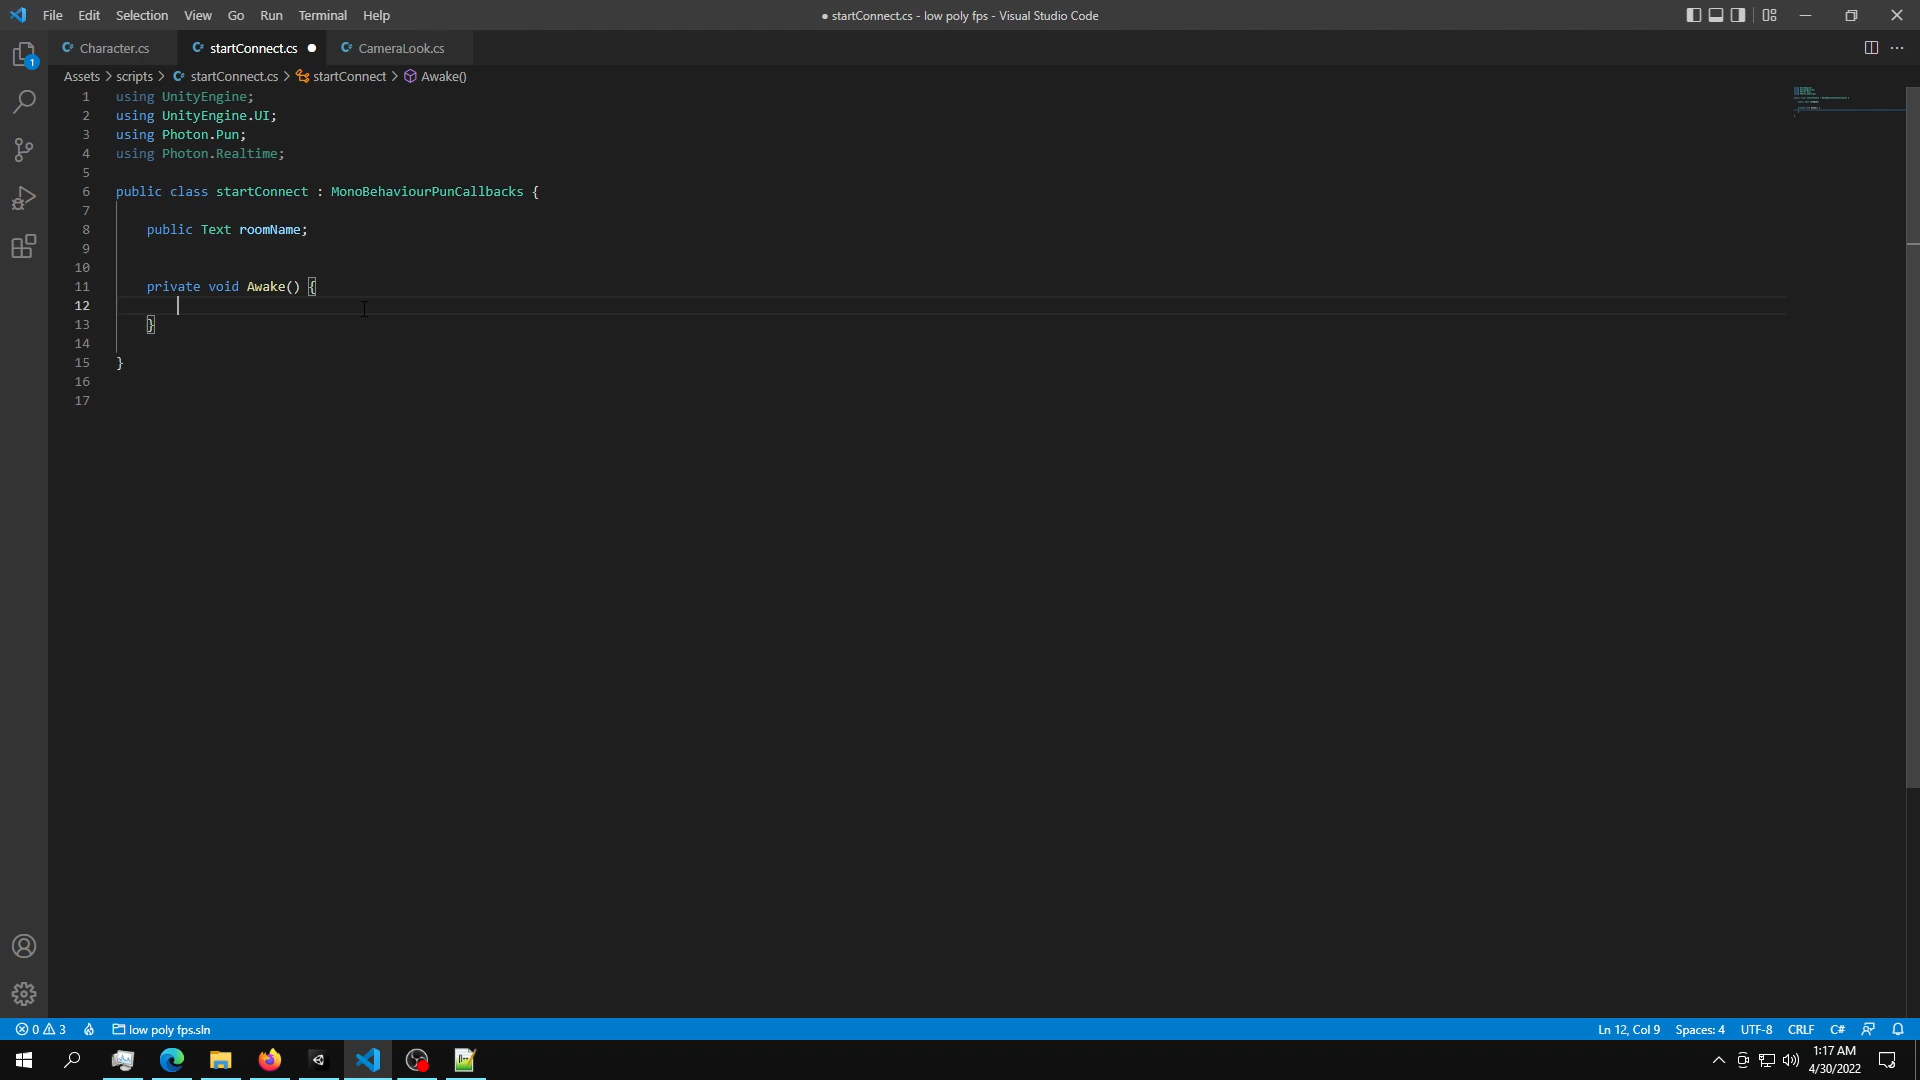 File Edit Selection View Go Run Terminal Help
● startConnect.cs - low poly fps - Visual Studio Code
Character.cs startConnect.cs ● CameraLook.cs
Assets > scripts > startConnect.cs > startConnect > Awake()
1 using UnityEngine;
2 using UnityEngine.UI;
3 using Photon.Pun;
4 using Photon.Realtime;
5
6 public class startConnect : MonoBehaviourPunCallbacks {
7
8 public Text roomName;
9
10
11 private void Awake() {
12
13 }
14
15 }
16
17
0 3 low poly fps.sln Ln 12, Col 9 Spaces: 4 UTF-8 CRLF C#
1:17 AM
4/30/2022